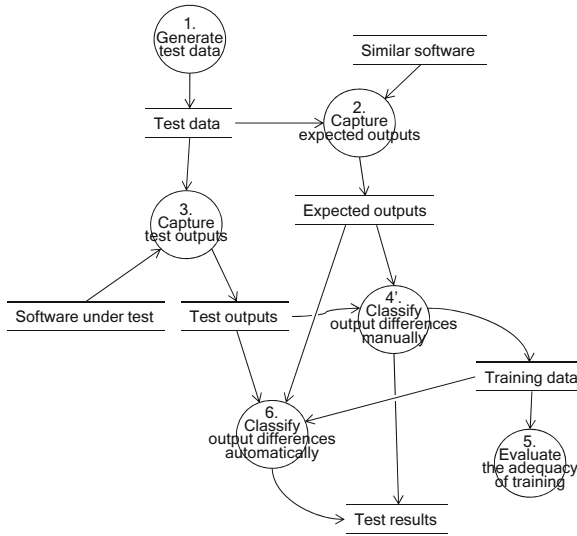 1.
Generate
test data
Similar software
Test data
2.
Capture
expected outputs
3.
Capture
test outputs
Expected outputs
Software under test
Test outputs
4'.
Classify
output differences
manually
Training data
6.
Classify
output differences
automatically
5.
Evaluate
the adequacy
of training
Test results